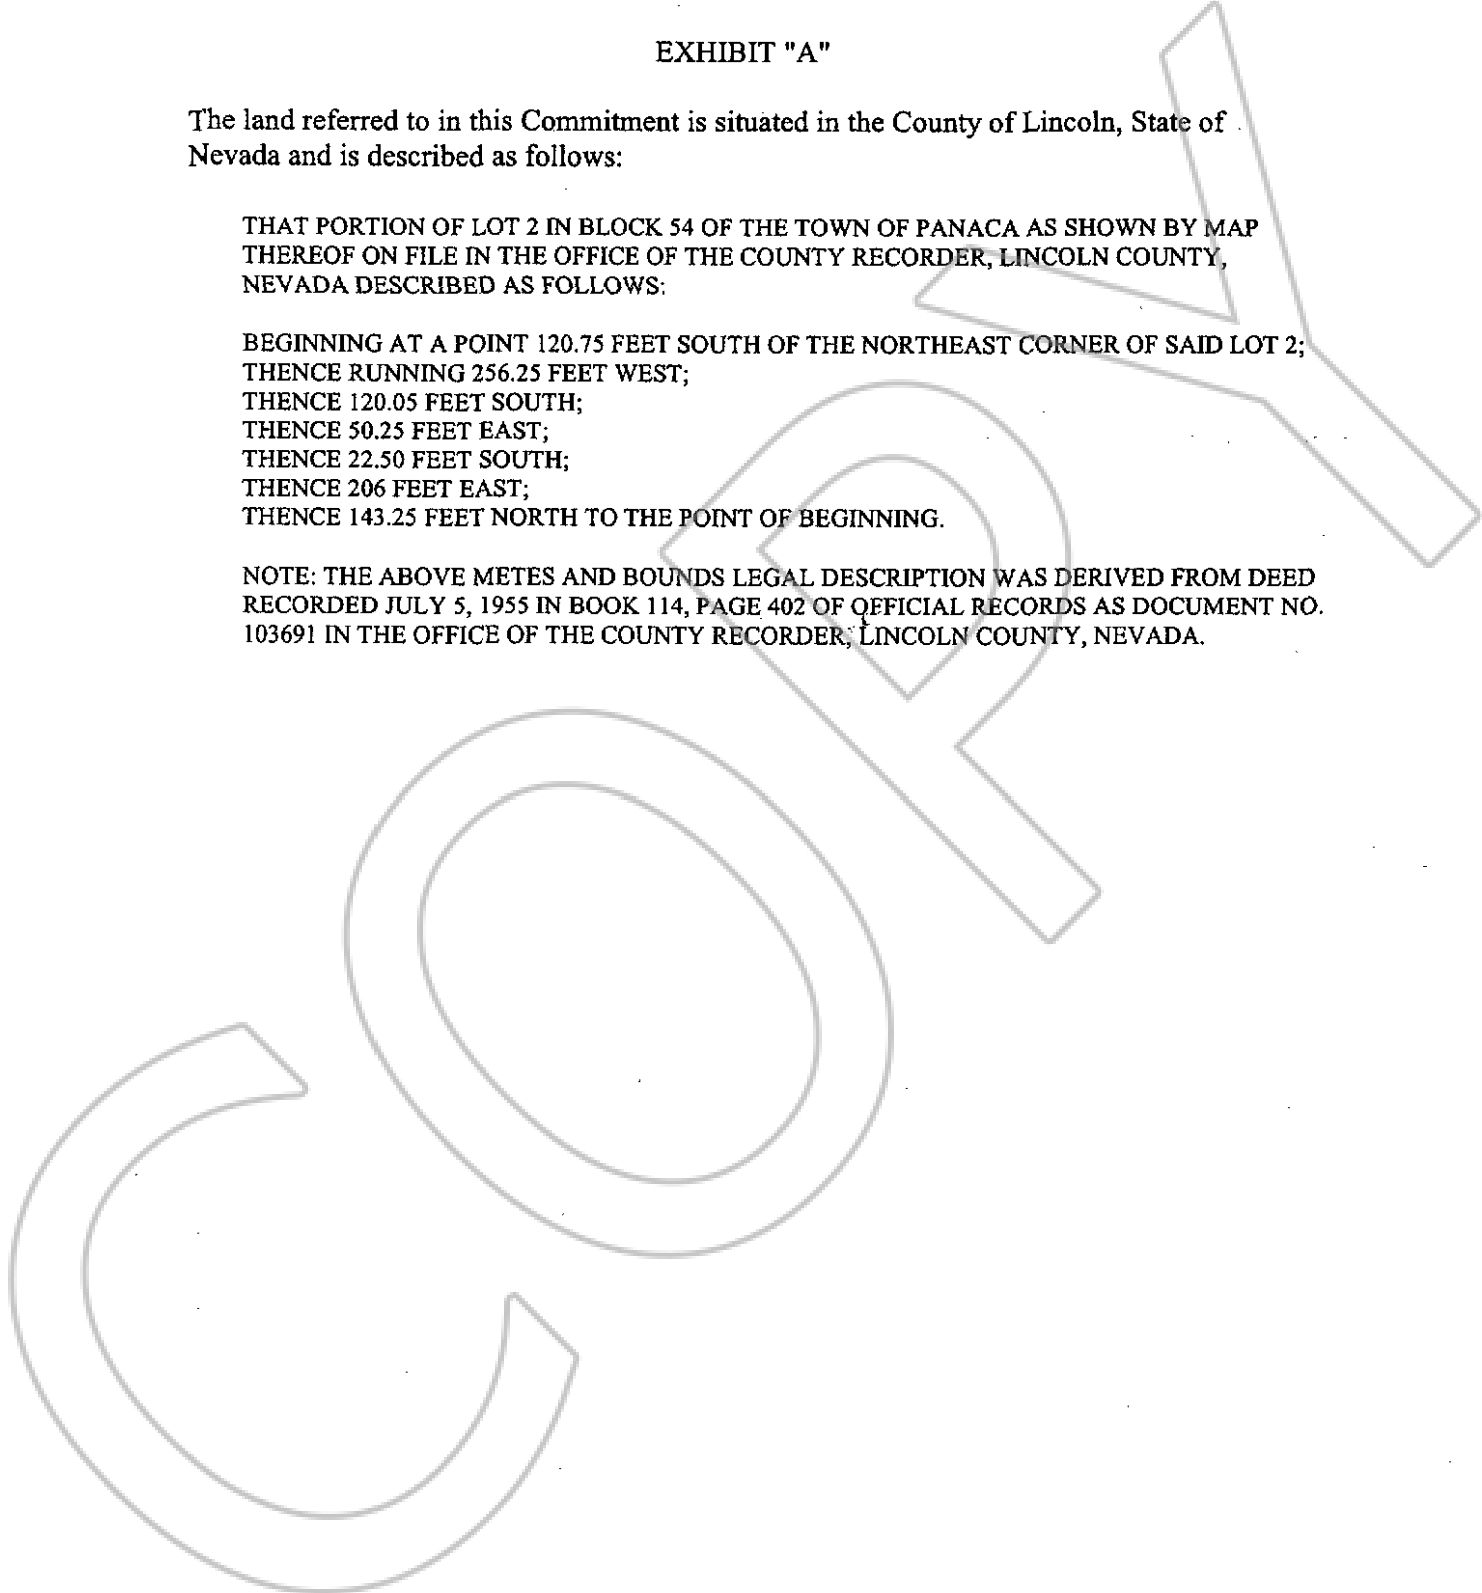 EXHIBIT "A"
The land referred to in this Commitment is situated in the County of Lincoln, State of
Nevada and is described as follows:
THAT PORTION OF LOT 2 IN BLOCK 54 OF THE TOWN OF PANACA AS SHOWN BY MAP
THEREOF ON FILE IN THE OFFICE OF THE COUNTY RECORDER, LINCOLN COUNTY,
NEVADA DESCRIBED AS FOLLOWS:
BEGINNING AT A POINT 120.75 FEET SOUTH OF THE NORTHEAST CORNER OF SAID LOT 2;
THENCE RUNNING 256.25 FEET WEST;
THENCE 120.05 FEET SOUTH;
THENCE 50.25 FEET EAST;
THENCE 22.50 FEET SOUTH;
THENCE 206 FEET EAST;
THENCE 143.25 FEET NORTH TO THE POINT OF BEGINNING.
NOTE: THE ABOVE METES AND BOUNDS LEGAL DESCRIPTION WAS DERIVED FROM DEED
RECORDED JULY 5, 1955 IN BOOK 114, PAGE 402 OF OFFICIAL RECORDS AS DOCUMENT NO.
103691 IN THE OFFICE OF THE COUNTY RECORDER, LINCOLN COUNTY, NEVADA.
COPY